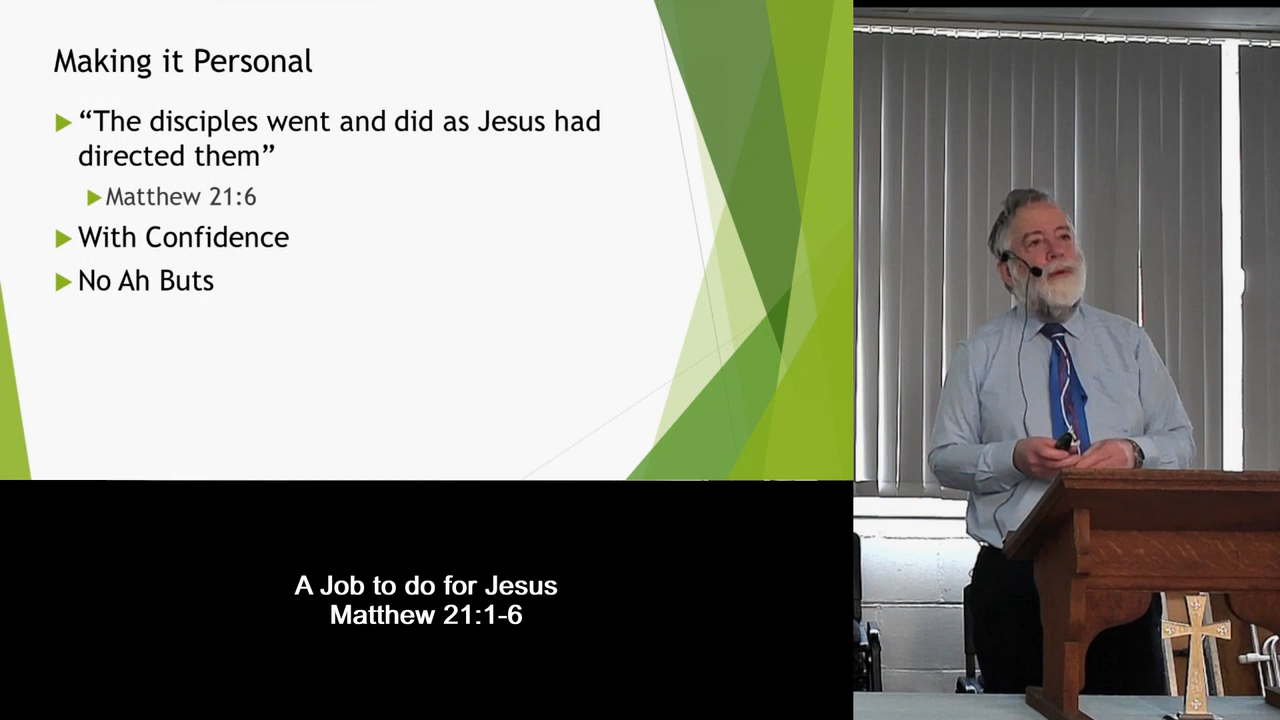 Making it Personal
“The disciples went and did as Jesus had
directed them”
Matthew 21:6
With Confidence
No Ah Buts
A Job to do for Jesus
Matthew 21:1-6